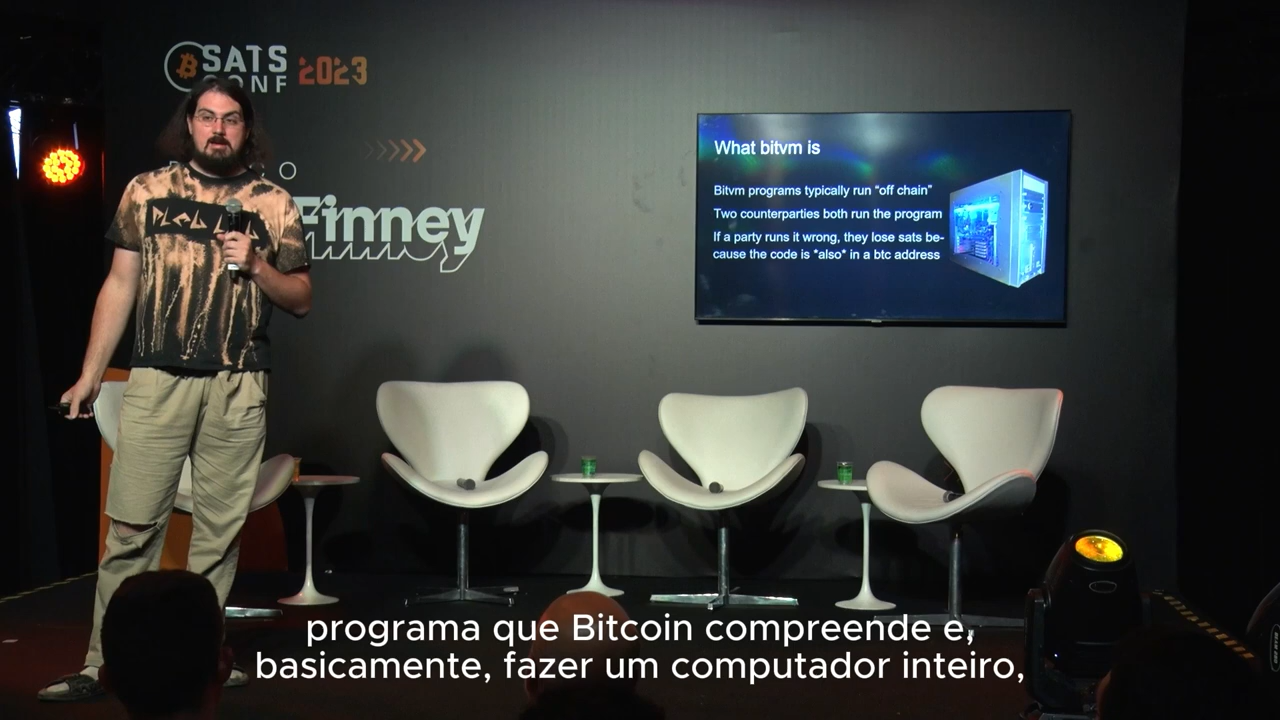 SATS
CONF 2023
O
Finney
What bitvm is
Bitvm programs typically run “off chain”
Two counterparties both run the program
If a party runs it wrong, they lose sats be-
cause the code is *also* in a btc address
programa que Bitcoin compreende e,
basicamente, fazer um computador inteiro,